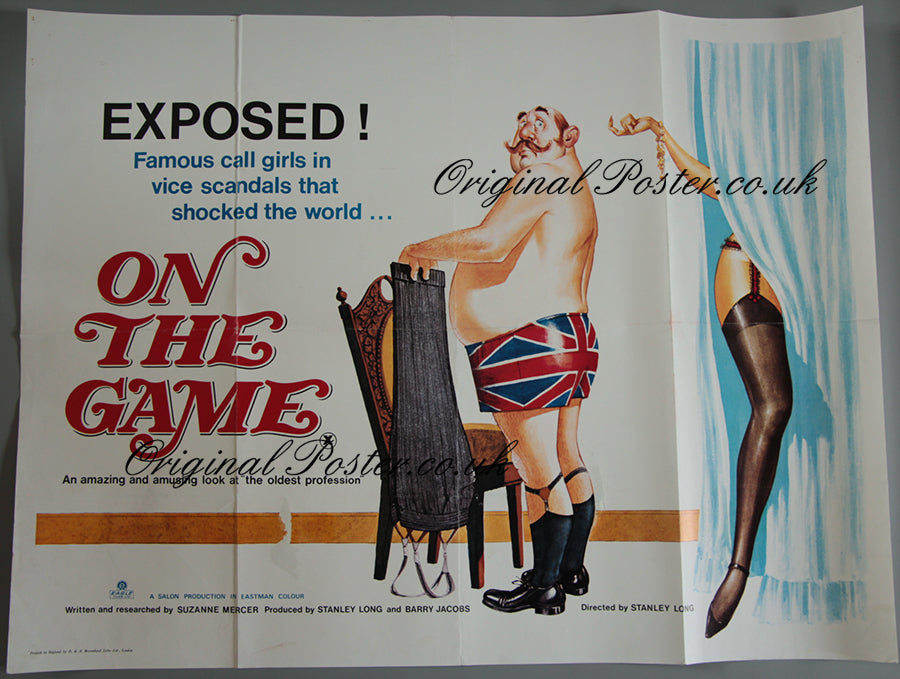 EXPOSED !
Famous call girls in
vice scandals that
shocked the world ...
ON
THE
GAME
An amazing and amusing look at the oldest profession
EAGLE
A SALON PRODUCTION IN EASTMAN COLOUR
Written and researched by SUZANNE MERCER Produced by STANLEY LONG and BARRY JACOBS
Directed by STANLEY LONG
Original Poster.co.uk
Original Poster.co.uk